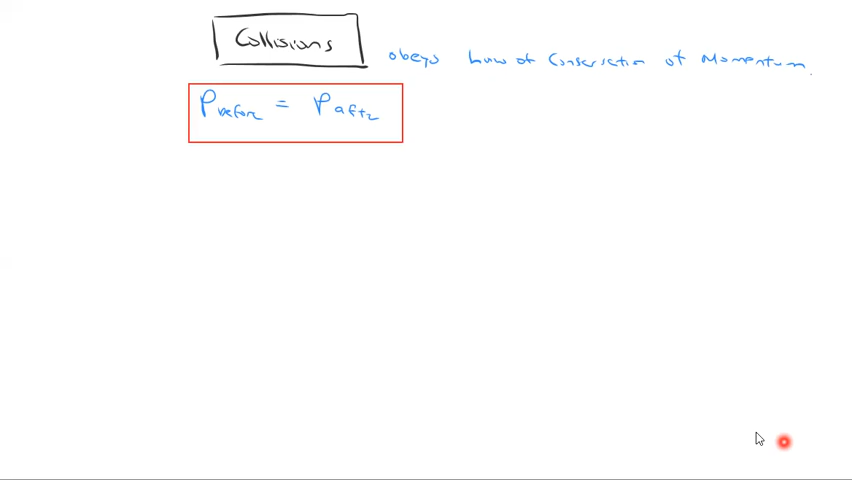 Collisions
obeys Law of Conservation of Momentum.
Pbefore = Pafter